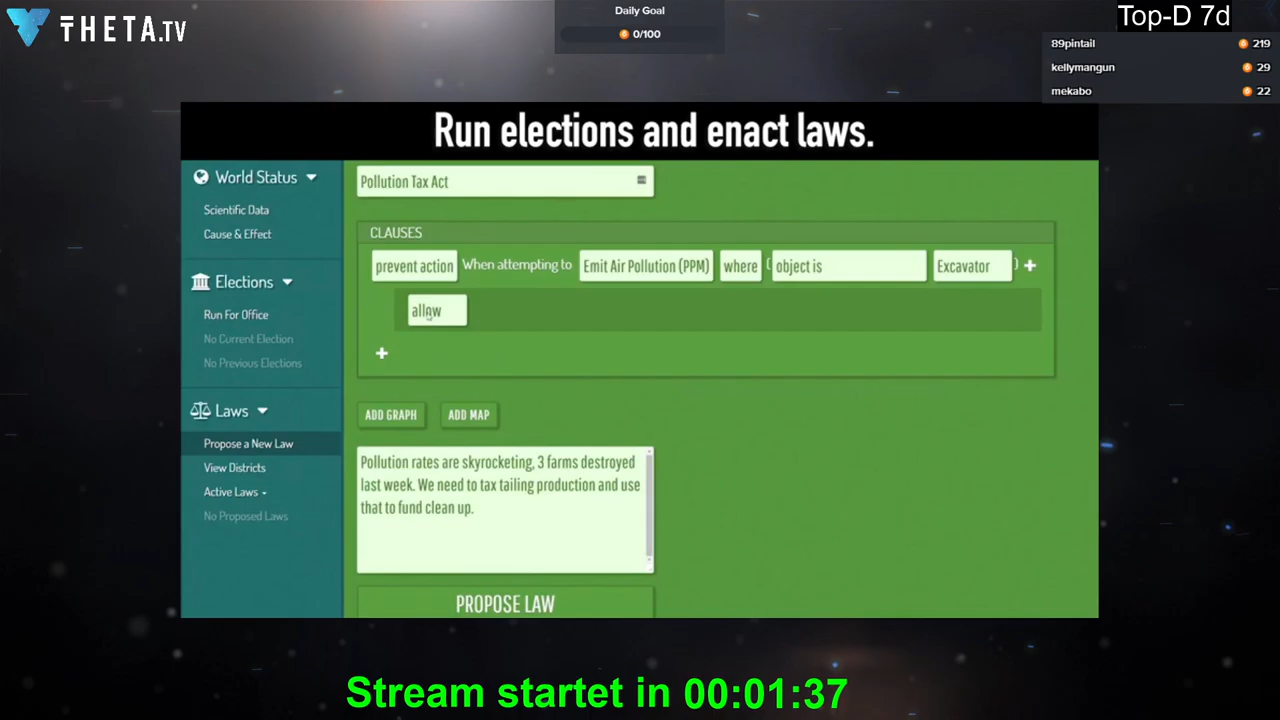 THETA.TV
Daily Goal
0/100
Top-D 7d
89pintail 219
kellymangun 29
mekabo 22
Run elections and enact laws.
World Status
Scientific Data
Cause & Effect
Elections
Run For Office
No Current Election
No Previous Elections
Laws
Propose a New Law
View Districts
Active Laws
No Proposed Laws
Pollution Tax Act
CLAUSES
prevent action When attempting to Emit Air Pollution (PPM) where ( object is Excavator ) +
allow
+
ADD GRAPH ADD MAP
Pollution rates are skyrocketing, 3 farms destroyed
last week. We need to tax tailing production and use
that to fund clean up.
PROPOSE LAW
Stream startet in 00:01:37